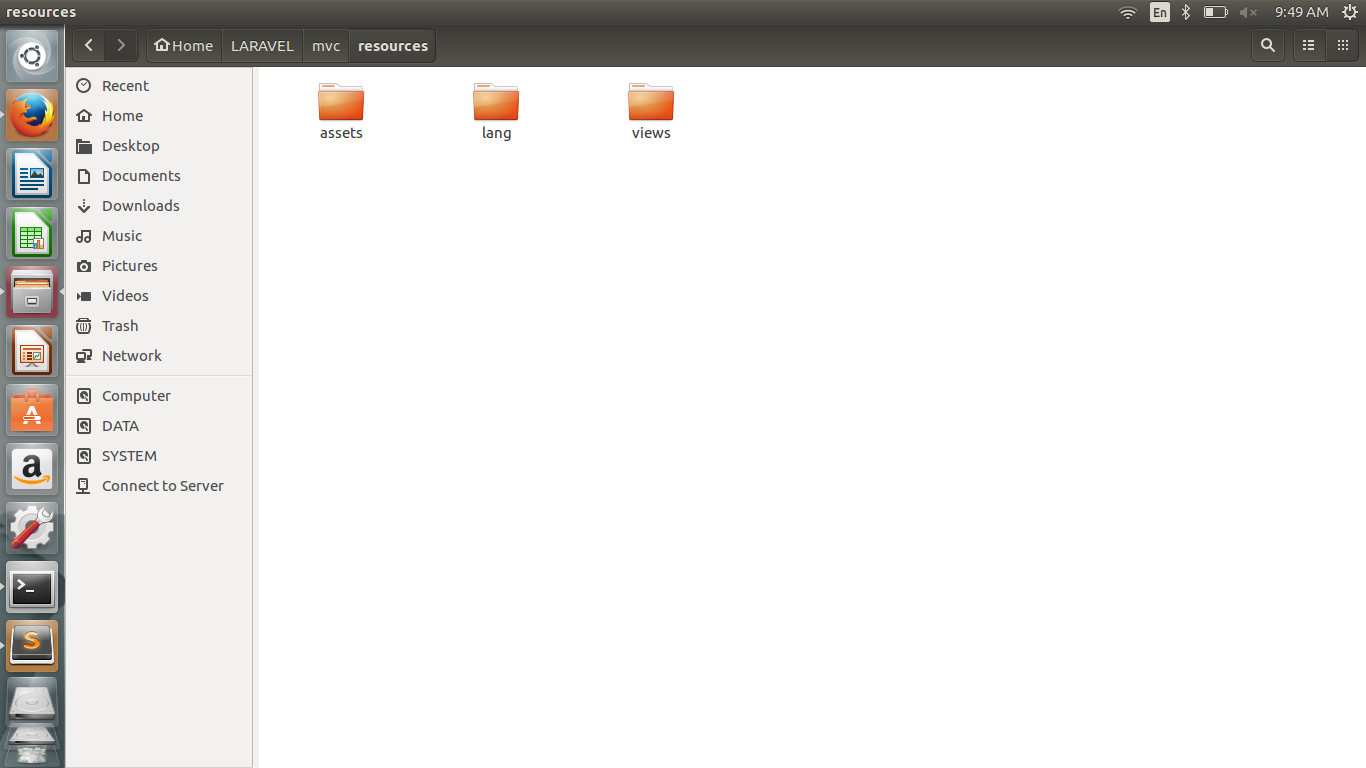 resources
En
9:49 AM
Home
LARAVEL
mvc
resources
Recent
Home
Desktop
Documents
Downloads
Music
Pictures
Videos
Trash
Network
Computer
DATA
SYSTEM
Connect to Server
assets
lang
views